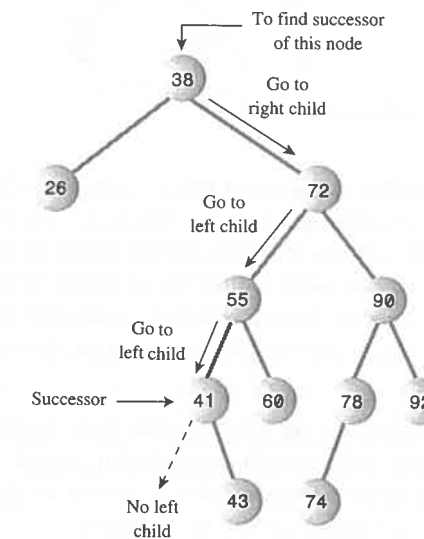 To find successor
of this node
38
Go to
right child
26
72
Go to
left child
55
90
Go to
left child
Successor
41
60
78
92
No left
child
43
74